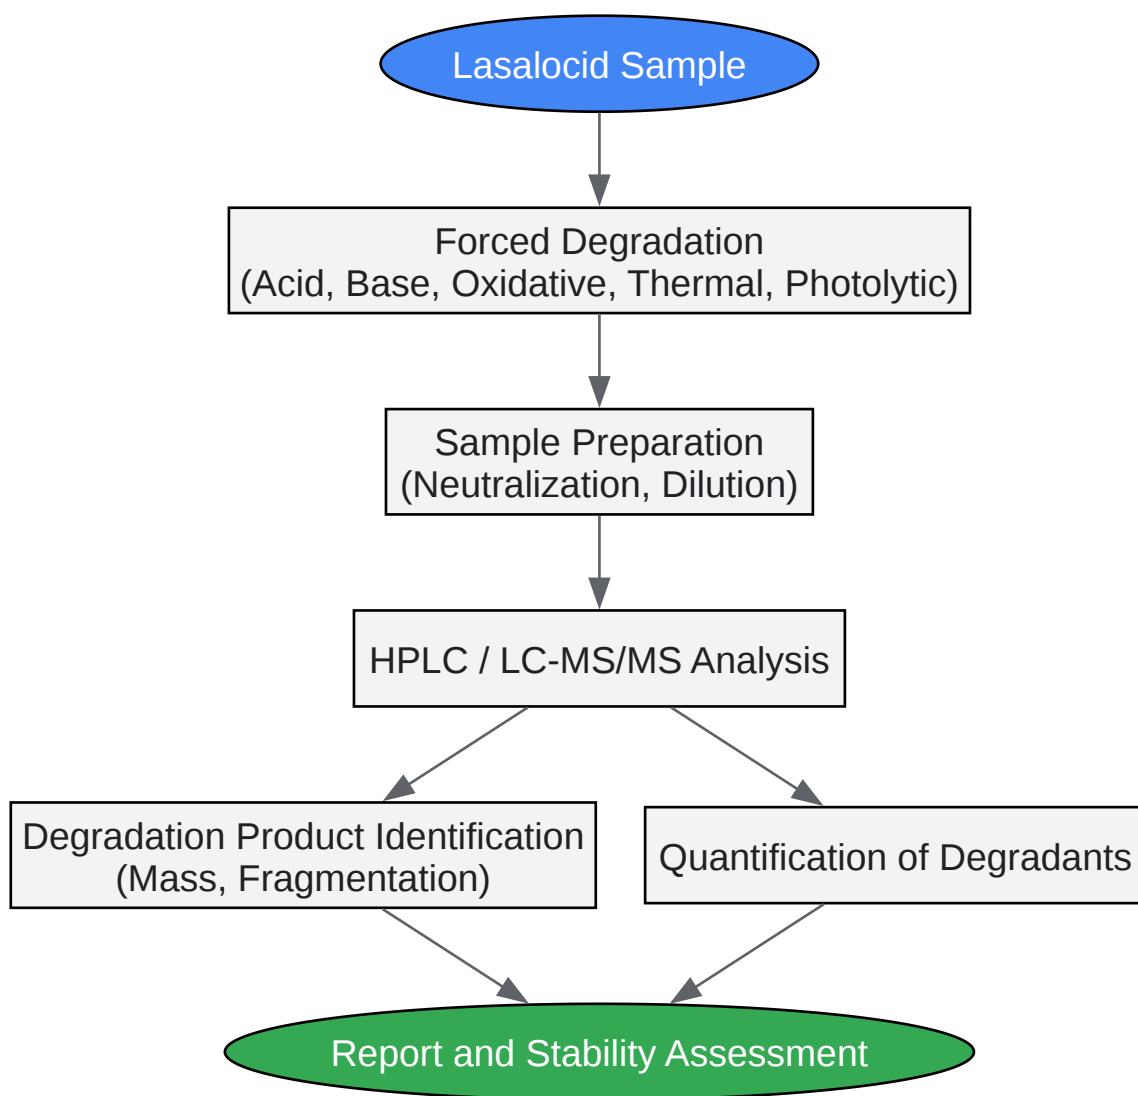 Lasalocid Sample
Forced Degradation
(Acid, Base, Oxidative, Thermal, Photolytic)
Sample Preparation
(Neutralization, Dilution)
HPLC / LC-MS/MS Analysis
Degradation Product Identification
(Mass, Fragmentation)
Quantification of Degradants
Report and Stability Assessment